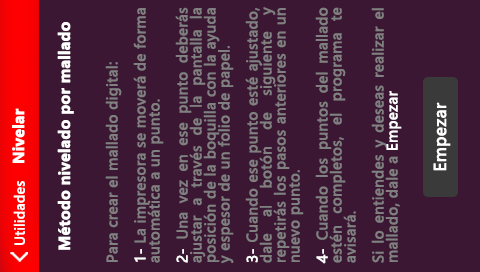 Utilidades Nivelar
Método nivelado por mallado
Para crear el mallado digital:
1- La impresora se moverá de forma
automática a un punto.
2- Una vez en ese punto deberás
ajustar a través de la pantalla la
posición de la boquilla con la ayuda
y espesor de un folio de papel.
3- Cuando ese punto esté ajustado,
dale al botón de siguiente y
repetirás los pasos anteriores en un
nuevo punto.
4- Cuando los puntos del mallado
estén completos, el programa te
avisará.
Si lo entiendes y deseas realizar el
mallado, dale a Empezar
Empezar